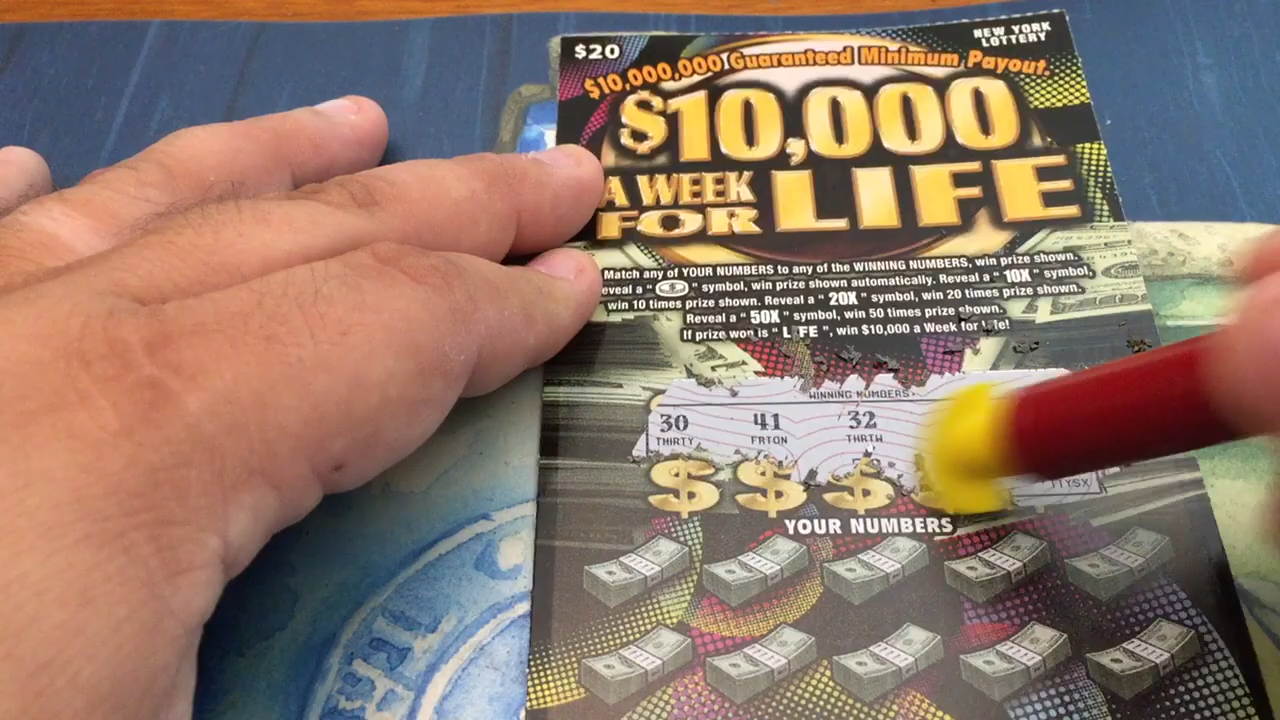 $20
NEW YORK
LOTTERY
$10,000,000 Guaranteed Minimum Payout.
$10,000
A WEEK
FOR LIFE
Match any of YOUR NUMBERS to any of the WINNING NUMBERS, win prize shown.
eveal a " " symbol, win prize shown automatically. Reveal a " 10X " symbol,
win 10 times prize shown. Reveal a " 20X " symbol, win 20 times prize shown.
Reveal a " 50X " symbol, win 50 times prize shown.
If prize won is " LIFE ", win $10,000 a Week for Life!
WINNING NUMBERS
30 41 32
THIRTY FRTON THRTW
TYSX
$ $ $
YOUR NUMBERS